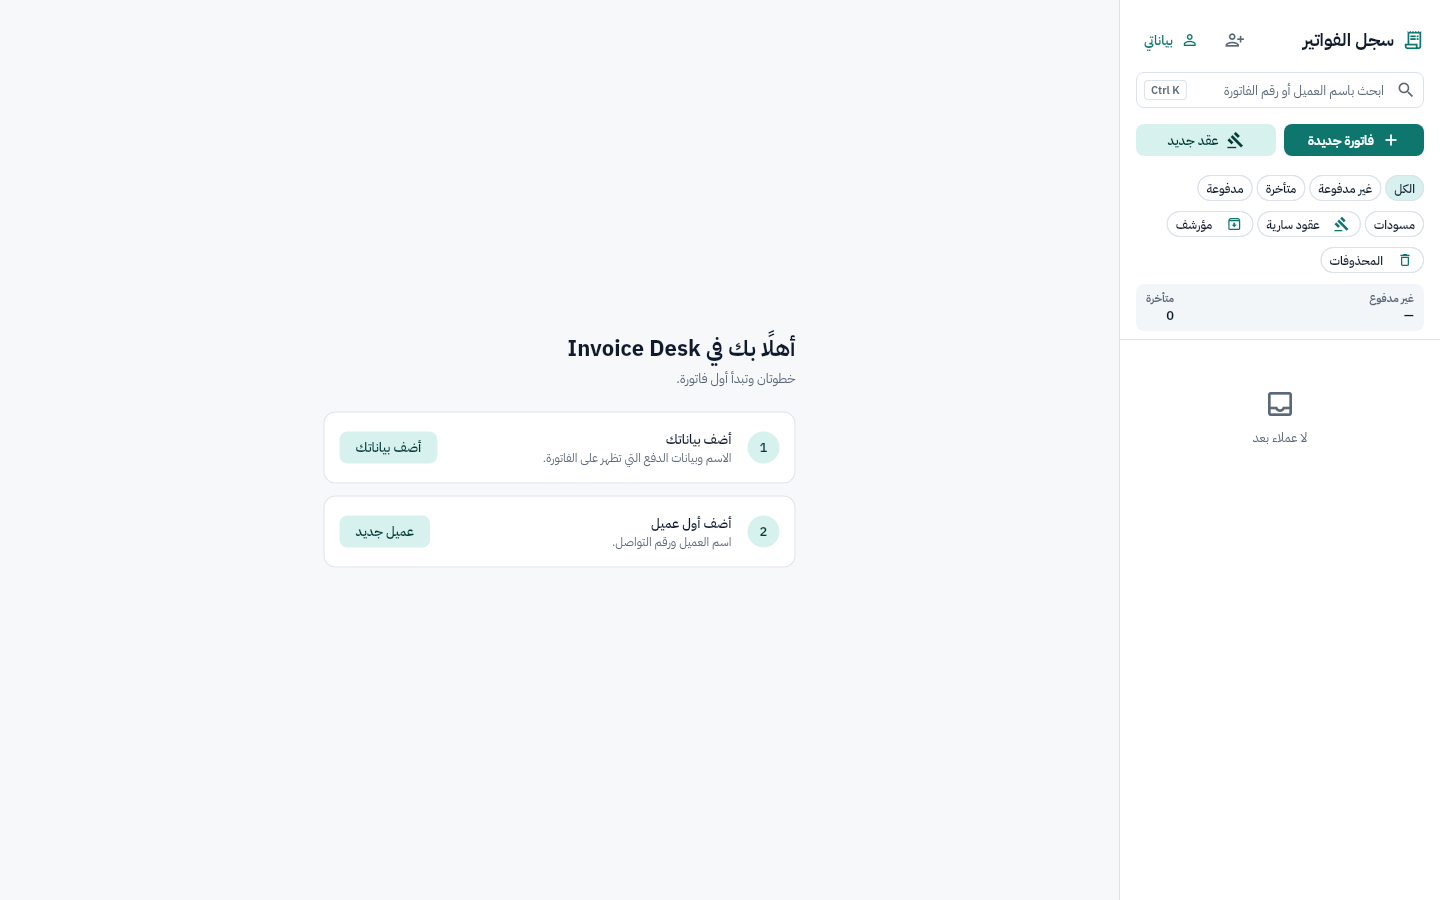 سجل الفواتير
بياناتي
ابحث باسم العميل أو رقم الفاتورة
Ctrl K
فاتورة جديدة
عقد جديد
الكل
غير مدفوعة
متأخرة
مدفوعة
مسودات
عقود سارية
مؤرشف
المحذوفات
غير مدفوع
—
متأخرة
0
لا عملاء بعد
أهلًا بك في Invoice Desk
خطوتان وتبدأ أول فاتورة.
1
أضف بياناتك
الاسم وبيانات الدفع التي تظهر على الفاتورة.
أضف بياناتك
2
أضف أول عميل
اسم العميل ورقم التواصل.
عميل جديد